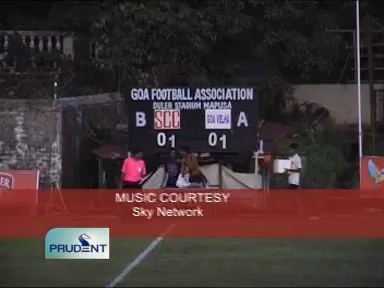 GOA FOOTBALL ASSOCIATION
DULER STADIUM MAPUSA
B SCC GOA VELHA A
01 01
MUSIC COURTESY
Sky Network
PRUDENT